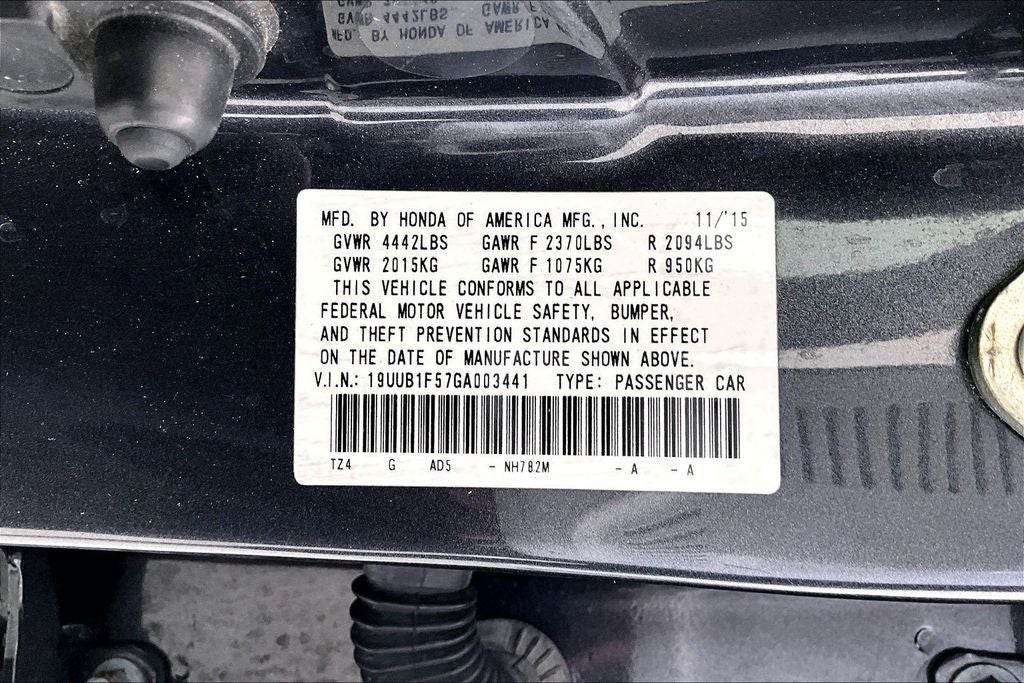 MFD. BY HONDA OF AMERICA MFG., INC. 11/'15
GVWR 4442LBS GAWR F 2370LBS R 2094LBS
GVWR 2015KG GAWR F 1075KG R 950KG
THIS VEHICLE CONFORMS TO ALL APPLICABLE
FEDERAL MOTOR VEHICLE SAFETY, BUMPER,
AND THEFT PREVENTION STANDARDS IN EFFECT
ON THE DATE OF MANUFACTURE SHOWN ABOVE.
V.I.N.: 19UUB1F57GA003441 TYPE: PASSENGER CAR
TZ4 G AD5 - NH782M - A - A